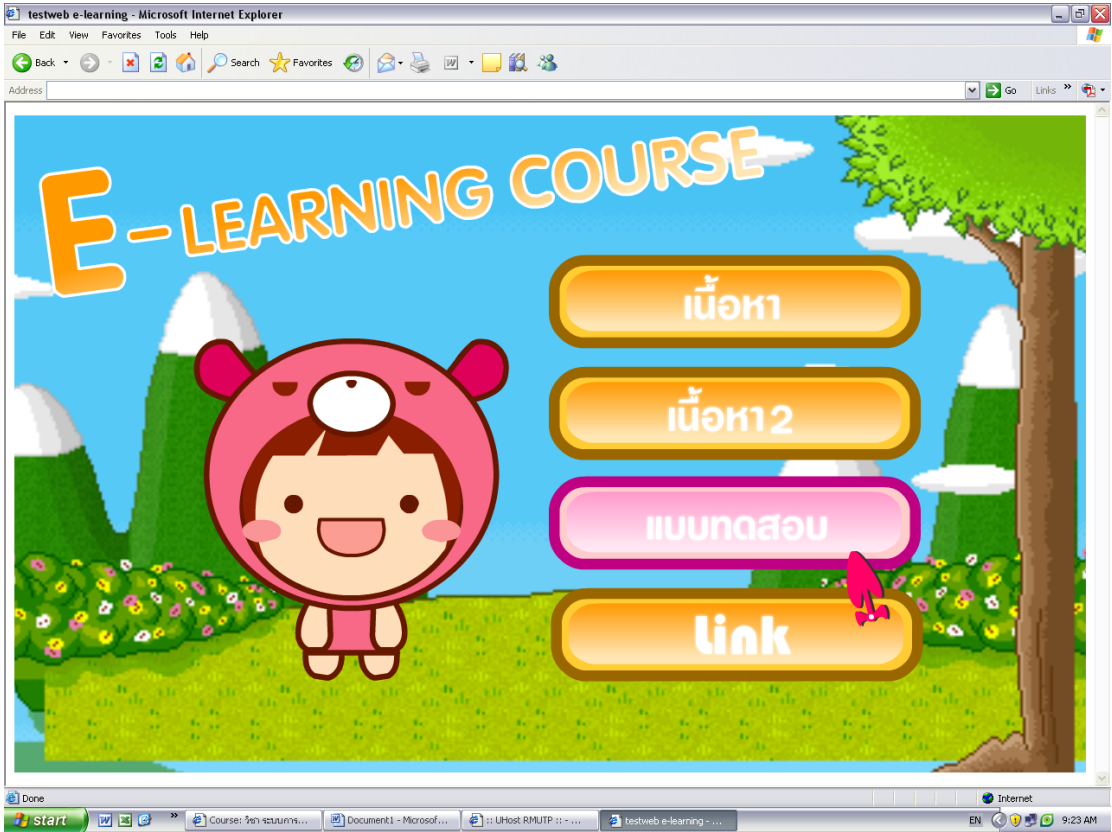 testweb e-learning - Microsoft Internet Explorer
File Edit View Favorites Tools Help
Back Search Favorites
Address Go Links »
E-LEARNING COURSE
เนื้อหา1
เนื้อหา2
แบบทดสอบ
Link
Done Internet
start » Course: วิชา ระบบการ... Document1 - Microsof... :: UHost RMUTP :: - ... testweb e-learning - ... EN 9:23 AM